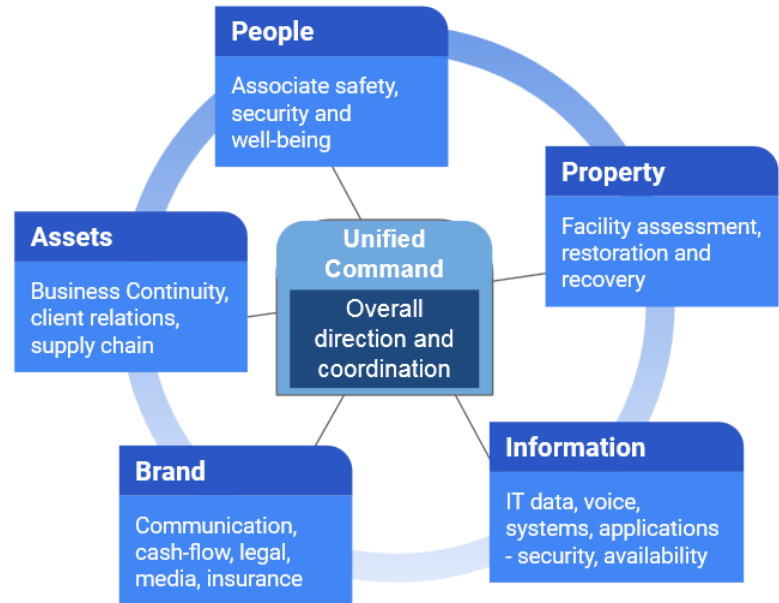 People
Associate safety,
security and
well-being
Property
Facility assessment,
restoration and
recovery
Unified
Command
Overall
direction and
coordination
Assets
Business Continuity,
client relations,
supply chain
Information
IT data, voice,
systems, applications
- security, availability
Brand
Communication,
cash-flow, legal,
media, insurance